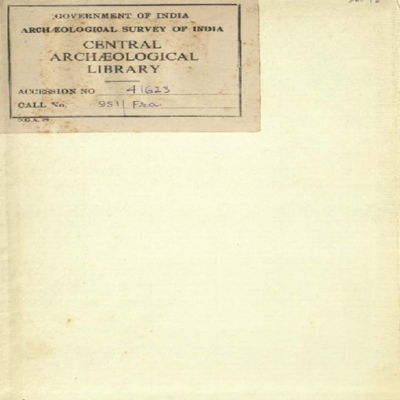 GOVERNMENT OF INDIA
ARCHÆOLOGICAL SURVEY OF INDIA
CENTRAL
ARCHÆOLOGICAL
LIBRARY
ACCESSION NO 41623
CALL No. 951/Fra